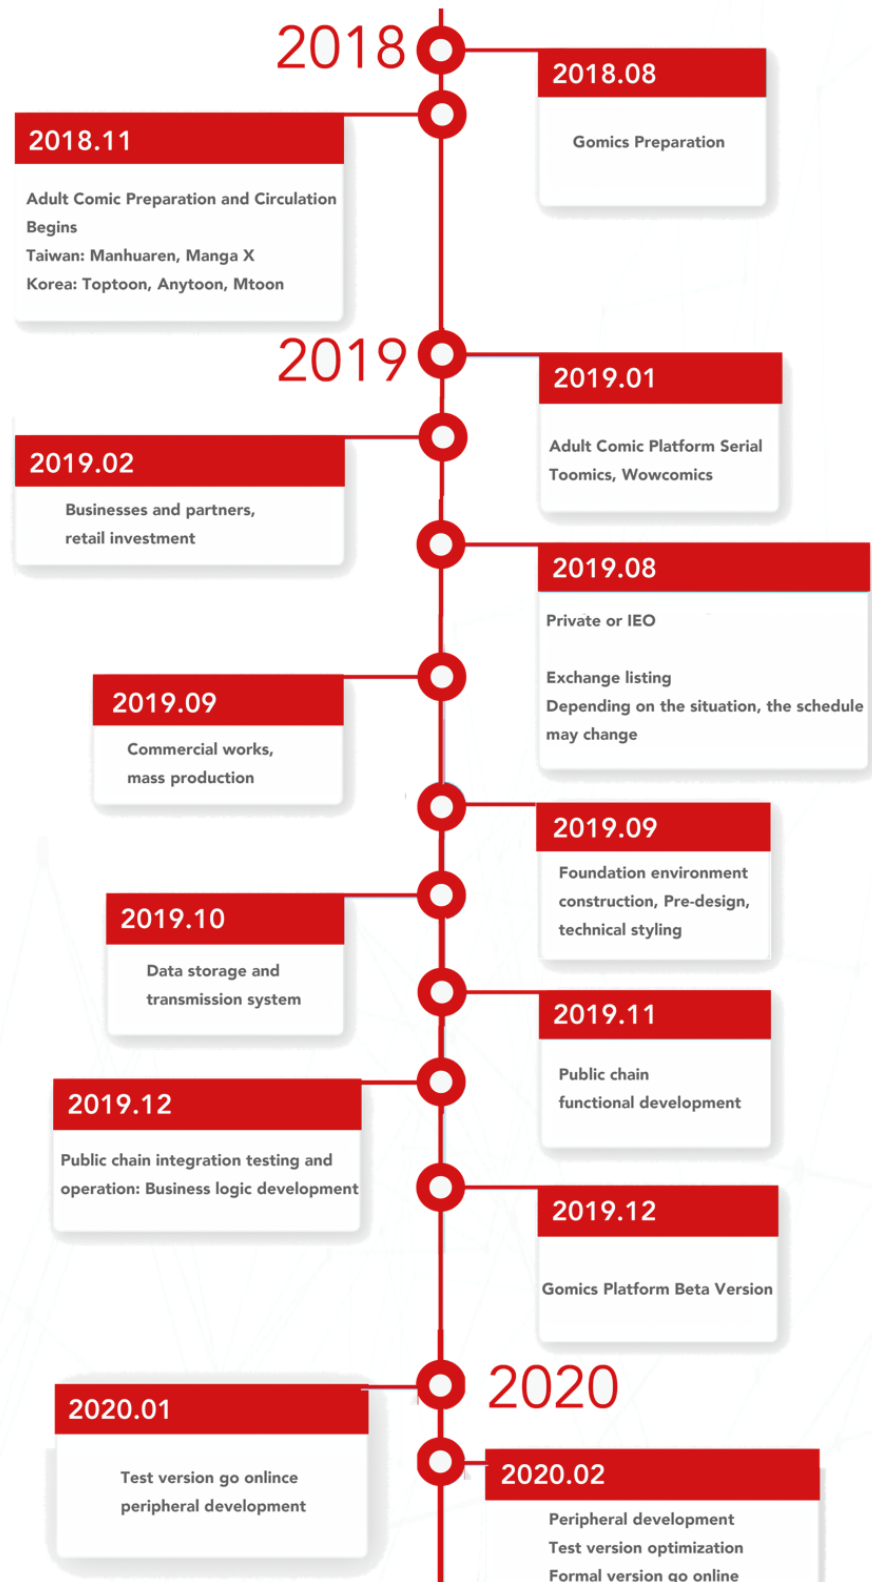 2018
2018.08
Gomics Preparation
2018.11
Adult Comic Preparation and Circulation
Begins
Taiwan: Manhuaren, Manga X
Korea: Toptoon, Anytoon, Mtoon
2019
2019.01
Adult Comic Platform Serial
Toomics, Wowcomics
2019.02
Businesses and partners,
retail investment
2019.08
Private or IEO
Exchange listing
Depending on the situation, the schedule
may change
2019.09
Commercial works,
mass production
2019.09
Foundation environment
construction, Pre-design,
technical styling
2019.10
Data storage and
transmission system
2019.11
Public chain
functional development
2019.12
Public chain integration testing and
operation: Business logic development
2019.12
Gomics Platform Beta Version
2020
2020.01
Test version go onlince
peripheral development
2020.02
Peripheral development
Test version optimization
Formal version go online